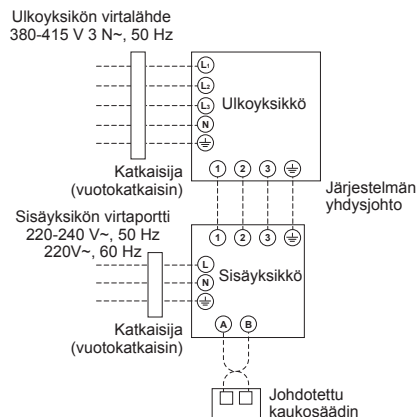 Ulkoyksikön virtalähde
380-415 V 3 N~, 50 Hz
L1
L2
L3
N
Ulkoyksikkö
Katkaisija
(vuotokatkaisin)
1 2 3
Järjestelmän
yhdysjohto
Sisäyksikön virtaportti
220-240 V~, 50 Hz
220V~, 60 Hz
1 2 3
L
N
Sisäyksikkö
Katkaisija
(vuotokatkaisin)
A B
Johdotettu
kaukosäädin